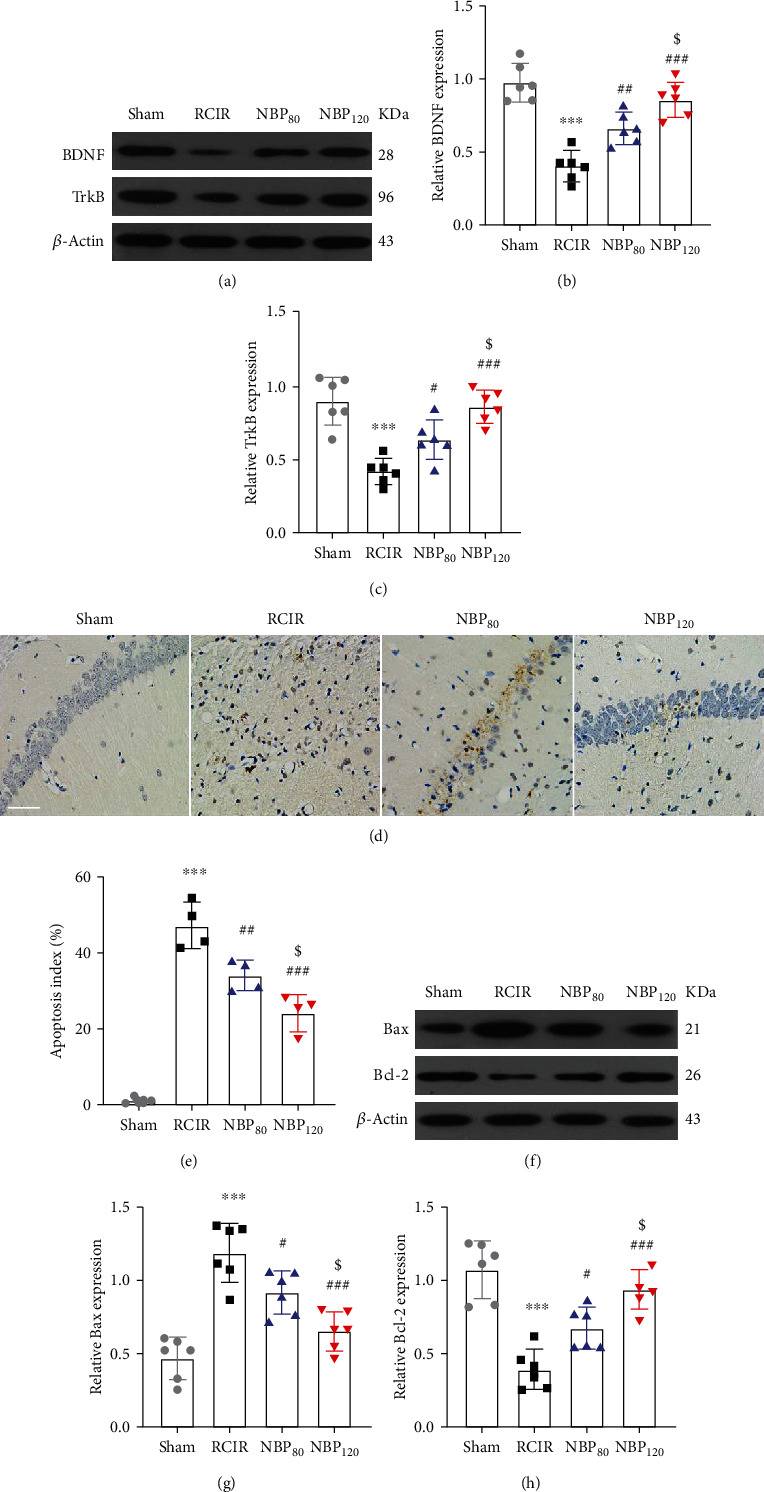 Sham RCIR NBP80 NBP120 KDa
BDNF 28
TrkB 96
β-Actin 43
(a)
Relative BDNF expression
1.5
1.0
0.5
0.0
***
##
$
###
Sham RCIR NBP80 NBP120
(b)
Relative TrkB expression
1.5
1.0
0.5
0.0
***
#
$
###
Sham RCIR NBP80 NBP120
(c)
Sham RCIR NBP80 NBP120
(d)
Apoptosis index (%)
60
40
20
0
***
##
$
###
Sham RCIR NBP80 NBP120
(e)
Sham RCIR NBP80 NBP120 KDa
Bax 21
Bcl-2 26
β-Actin 43
(f)
Relative Bax expression
1.5
1.0
0.5
0.0
***
#
$
###
Sham RCIR NBP80 NBP120
(g)
Relative Bcl-2 expression
1.5
1.0
0.5
0.0
***
#
$
###
Sham RCIR NBP80 NBP120
(h)